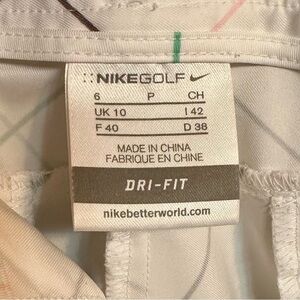 NIKEGOLF
6 P CH
UK 10 I 42
F 40 D 38
MADE IN CHINA
FABRIQUE EN CHINE
DRI-FIT
nikebetterworld.com